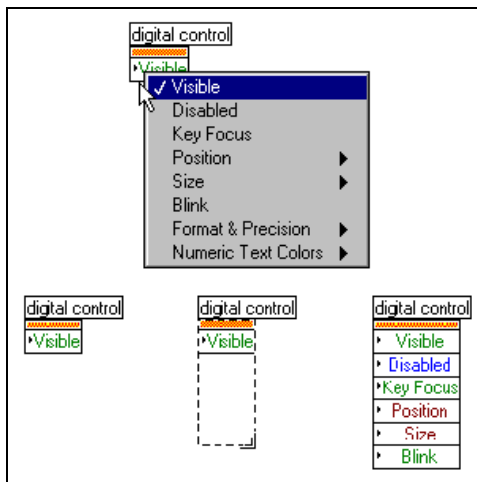 digital control
Visible
Visible
Disabled
Key Focus
Position
Size
Blink
Format & Precision
Numeric Text Colors
digital control
Visible
digital control
Visible
digital control
Visible
Disabled
Key Focus
Position
Size
Blink